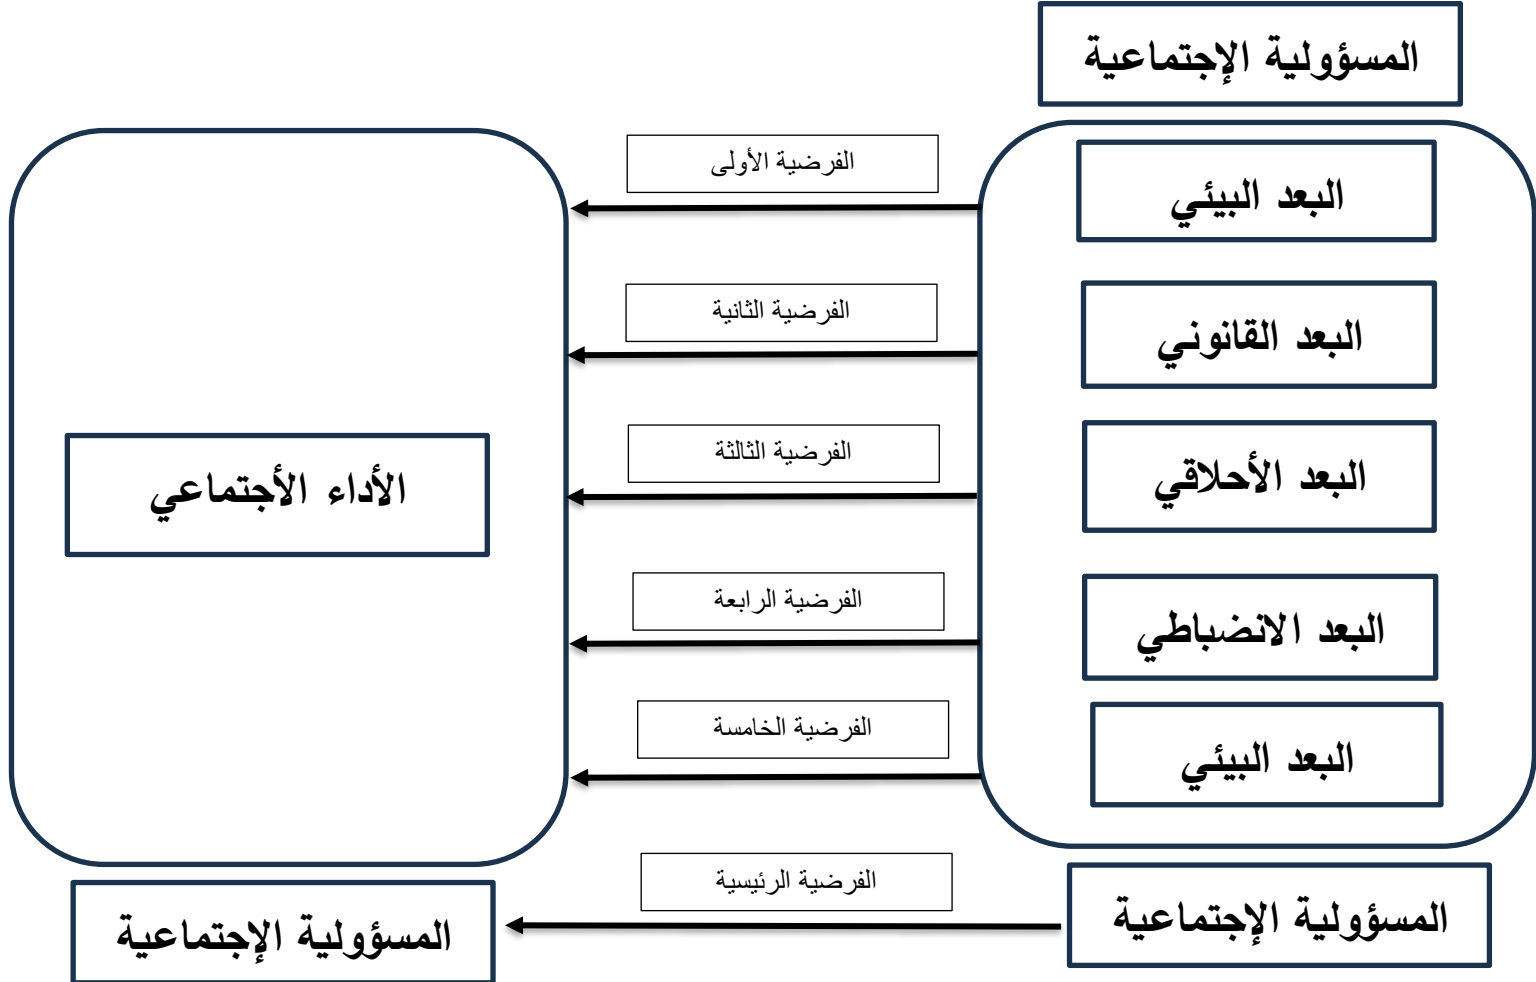 المسؤولية الإجتماعية
البعد البيئي
الفرضية الأولى
البعد القانوني
الفرضية الثانية
البعد الأحلاقي
الفرضية الثالثة
الأداء الأجتماعي
البعد الانضباطي
الفرضية الرابعة
البعد البيئي
الفرضية الخامسة
المسؤولية الإجتماعية
الفرضية الرئيسية
المسؤولية الإجتماعية